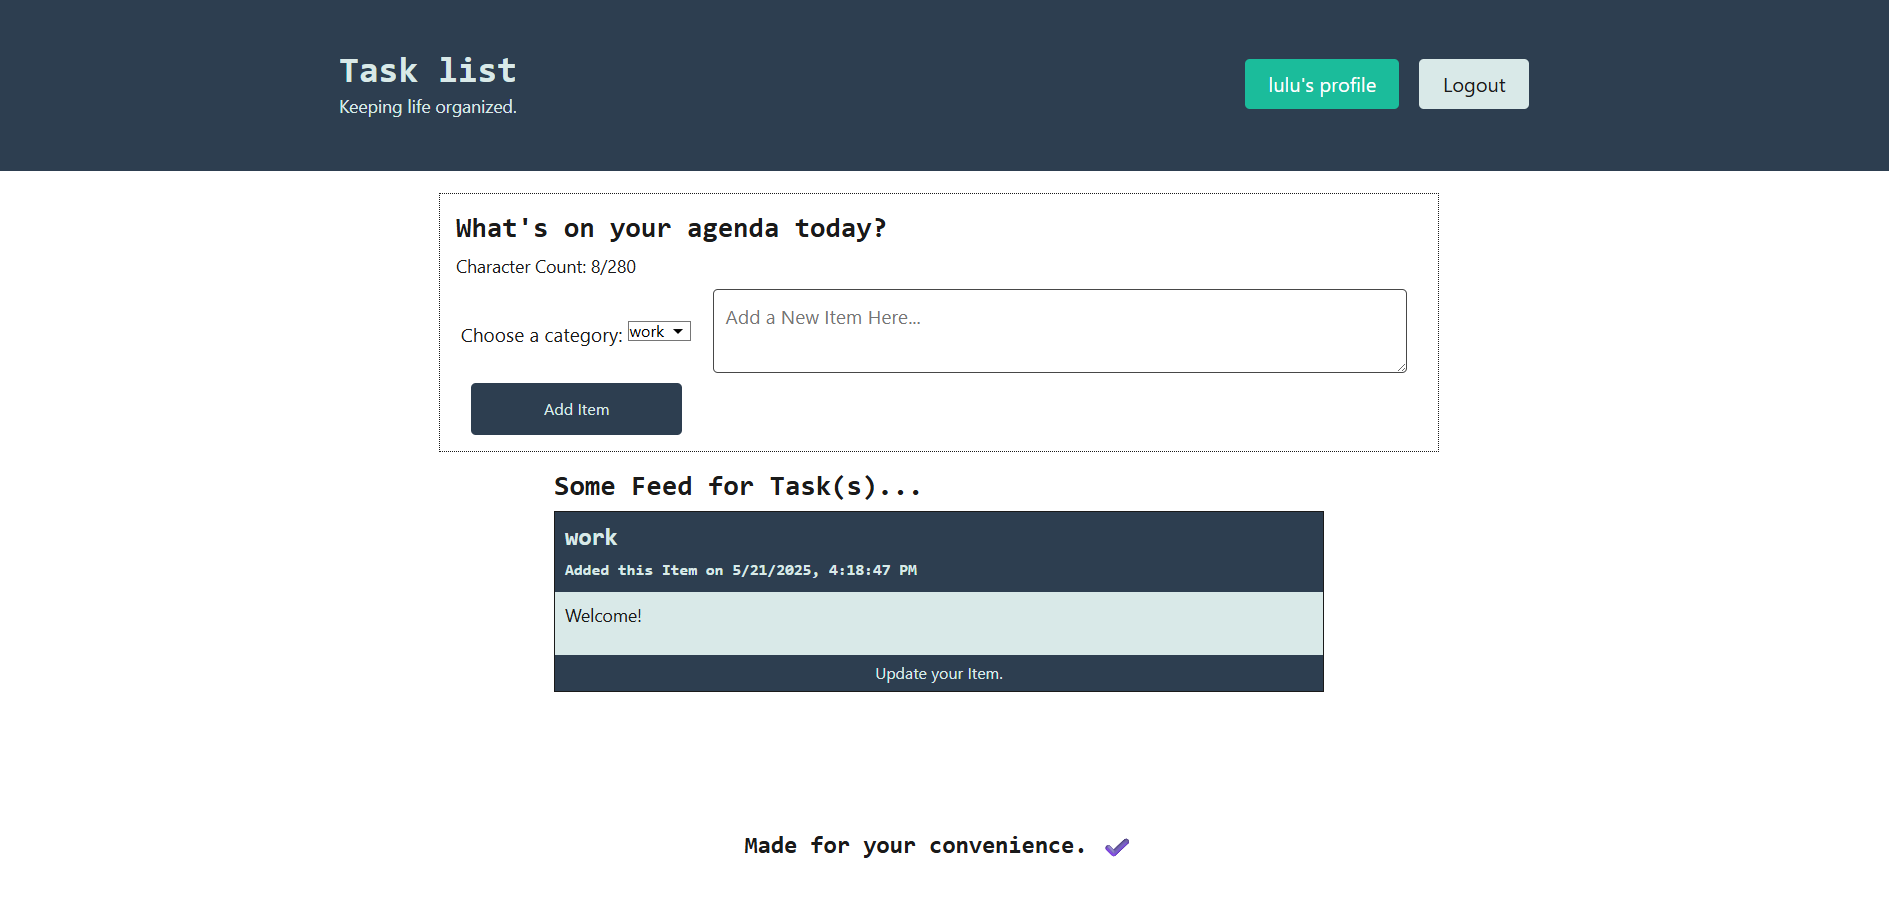 Task list
Keeping life organized.
lulu's profile
Logout
What's on your agenda today?
Character Count: 8/280
Choose a category: work
Add a New Item Here...
Add Item
Some Feed for Task(s)...
work
Added this Item on 5/21/2025, 4:18:47 PM
Welcome!
Update your Item.
Made for your convenience. ✔